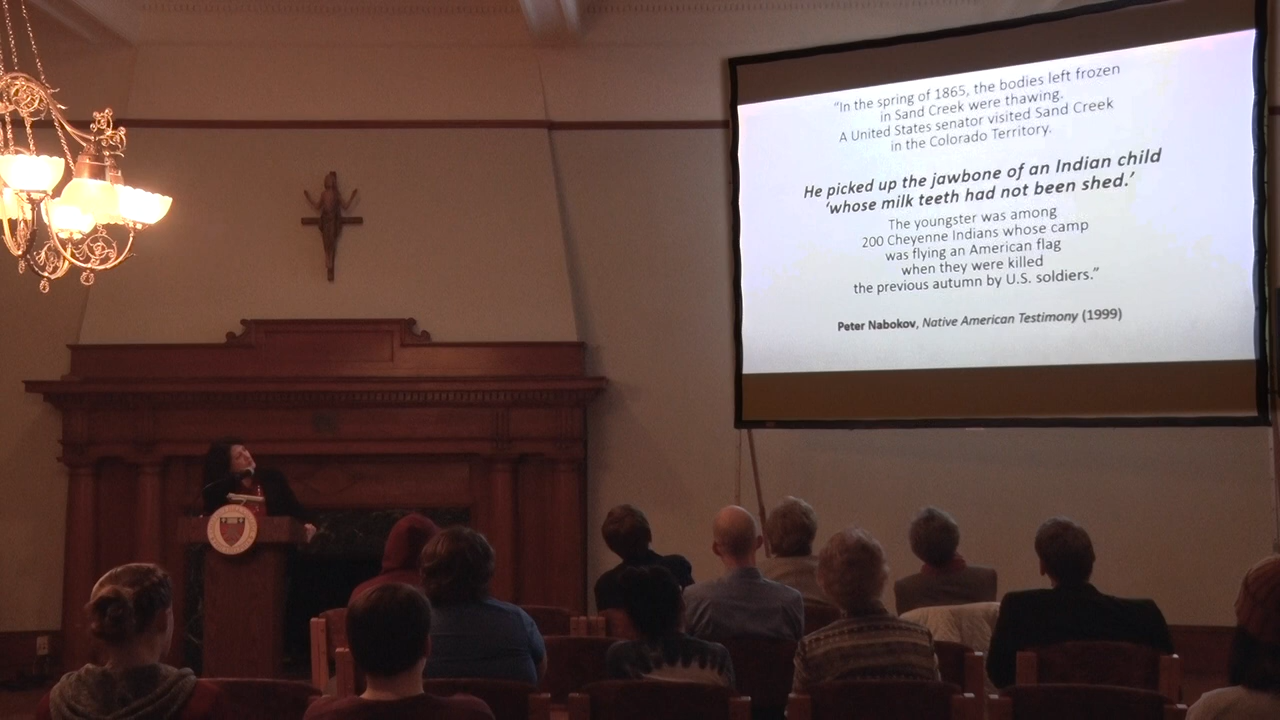 “In the spring of 1865, the bodies left frozen
in Sand Creek were thawing.
A United States senator visited Sand Creek
in the Colorado Territory.
He picked up the jawbone of an Indian child
‘whose milk teeth had not been shed.’
The youngster was among
200 Cheyenne Indians whose camp
was flying an American flag
when they were killed
the previous autumn by U.S. soldiers.”
Peter Nabokov, Native American Testimony (1999)